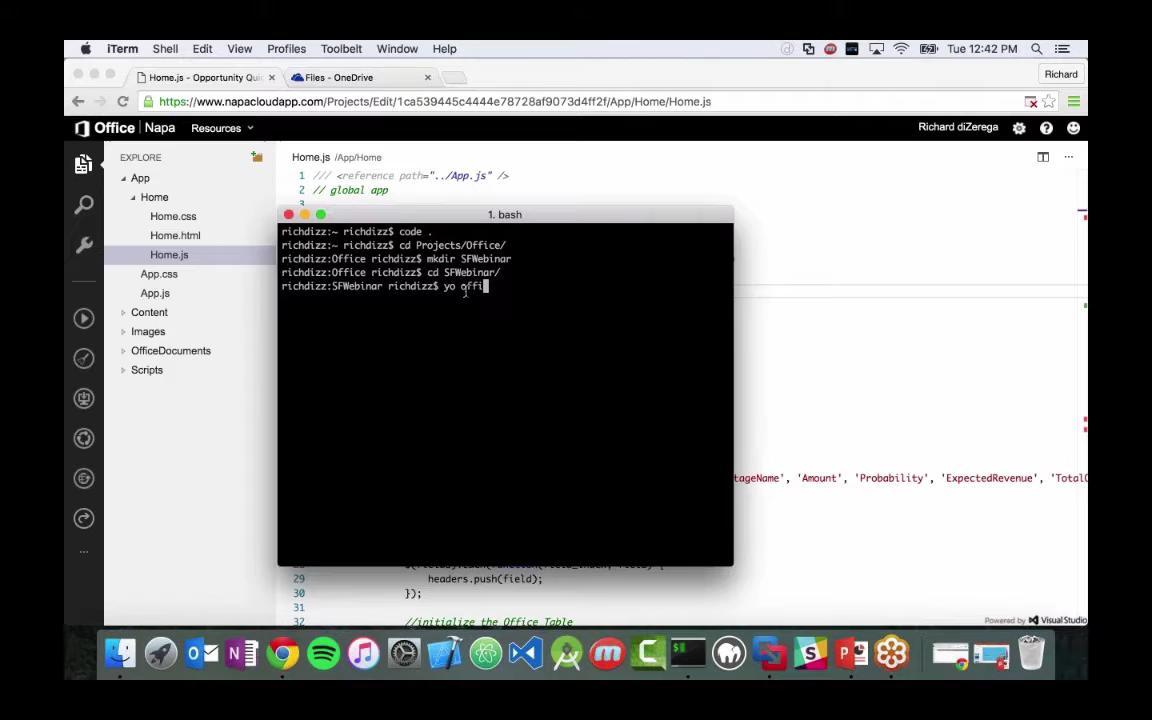 iTerm Shell Edit View Profiles Toolbelt Window Help Tue 12:42 PM
Home.js - Opportunity Quic Files - OneDrive Richard
https://www.napacloudapp.com/Projects/Edit/1ca539445c4444e78728af9073d4ff2f/App/Home/Home.js
Office Napa Resources Richard diZerega
EXPLORE
App
Home
Home.css
Home.html
Home.js
App.css
App.js
Content
Images
OfficeDocuments
Scripts
Home.js /App/Home
1 /// <reference path="../App.js" />
2 // global app
3
1. bash
richdizz:~ richdizz$ code .
richdizz:~ richdizz$ cd Projects/Office/
richdizz:Office richdizz$ mkdir SFWebinar
richdizz:Office richdizz$ cd SFWebinar/
richdizz:SFWebinar richdizz$ yo offi
tageName', 'Amount', 'Probability', 'ExpectedRevenue', 'TotalO
29 headers.push(field);
30 });
31
32 //initialize the Office Table
Powered by Visual Studio